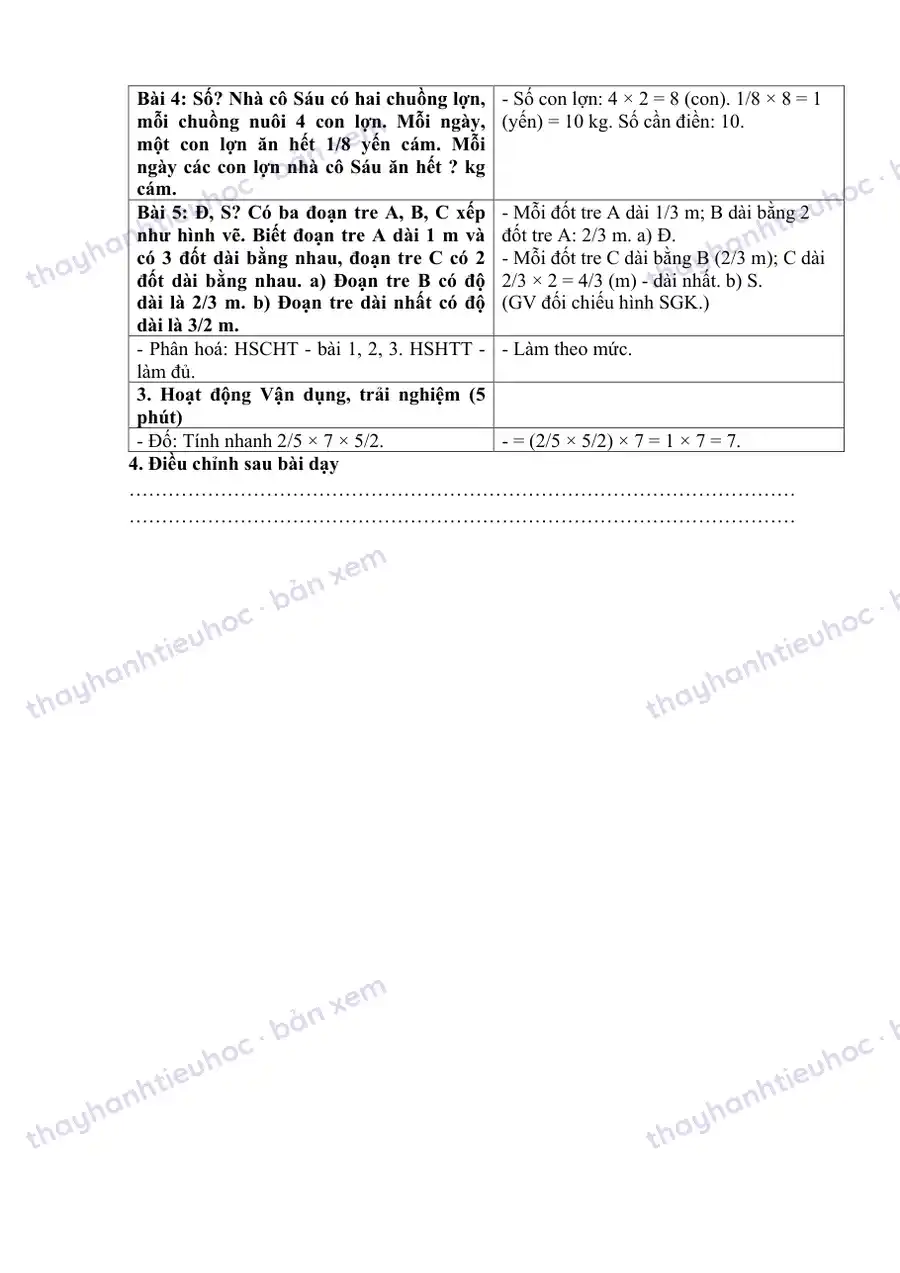 Bài 4: Số? Nhà cô Sáu có hai chuồng lợn,
mỗi chuồng nuôi 4 con lợn. Mỗi ngày,
một con lợn ăn hết 1/8 yến cám. Mỗi
ngày các con lợn nhà cô Sáu ăn hết ? kg
cám.
- Số con lợn: 4 × 2 = 8 (con). 1/8 × 8 = 1
(yến) = 10 kg. Số cần điền: 10.
Bài 5: Đ, S? Có ba đoạn tre A, B, C xếp
như hình vẽ. Biết đoạn tre A dài 1 m và
có 3 đốt dài bằng nhau, đoạn tre C có 2
đốt dài bằng nhau. a) Đoạn tre B có độ
dài là 2/3 m. b) Đoạn tre dài nhất có độ
dài là 3/2 m.
- Mỗi đốt tre A dài 1/3 m; B dài bằng 2
đốt tre A: 2/3 m. a) Đ.
- Mỗi đốt tre C dài bằng B (2/3 m); C dài
2/3 × 2 = 4/3 (m) - dài nhất. b) S.
(GV đối chiếu hình SGK.)
- Phân hoá: HSCHT - bài 1, 2, 3. HSHTT -
làm đủ.
- Làm theo mức.
3. Hoạt động Vận dụng, trải nghiệm (5
phút)
- Đố: Tính nhanh 2/5 × 7 × 5/2.
- = (2/5 × 5/2) × 7 = 1 × 7 = 7.
4. Điều chỉnh sau bài dạy
……………………………………………………………………………………
……………………………………………………………………………………
thayhanhtieuhoc · bản xem
thayhanhtieuhoc · b
thayhanhtieuhoc · bản xem
thayhanhtieuhoc · b
thayhanhtieuhoc · bản xem
thayhanhtieuhoc · b